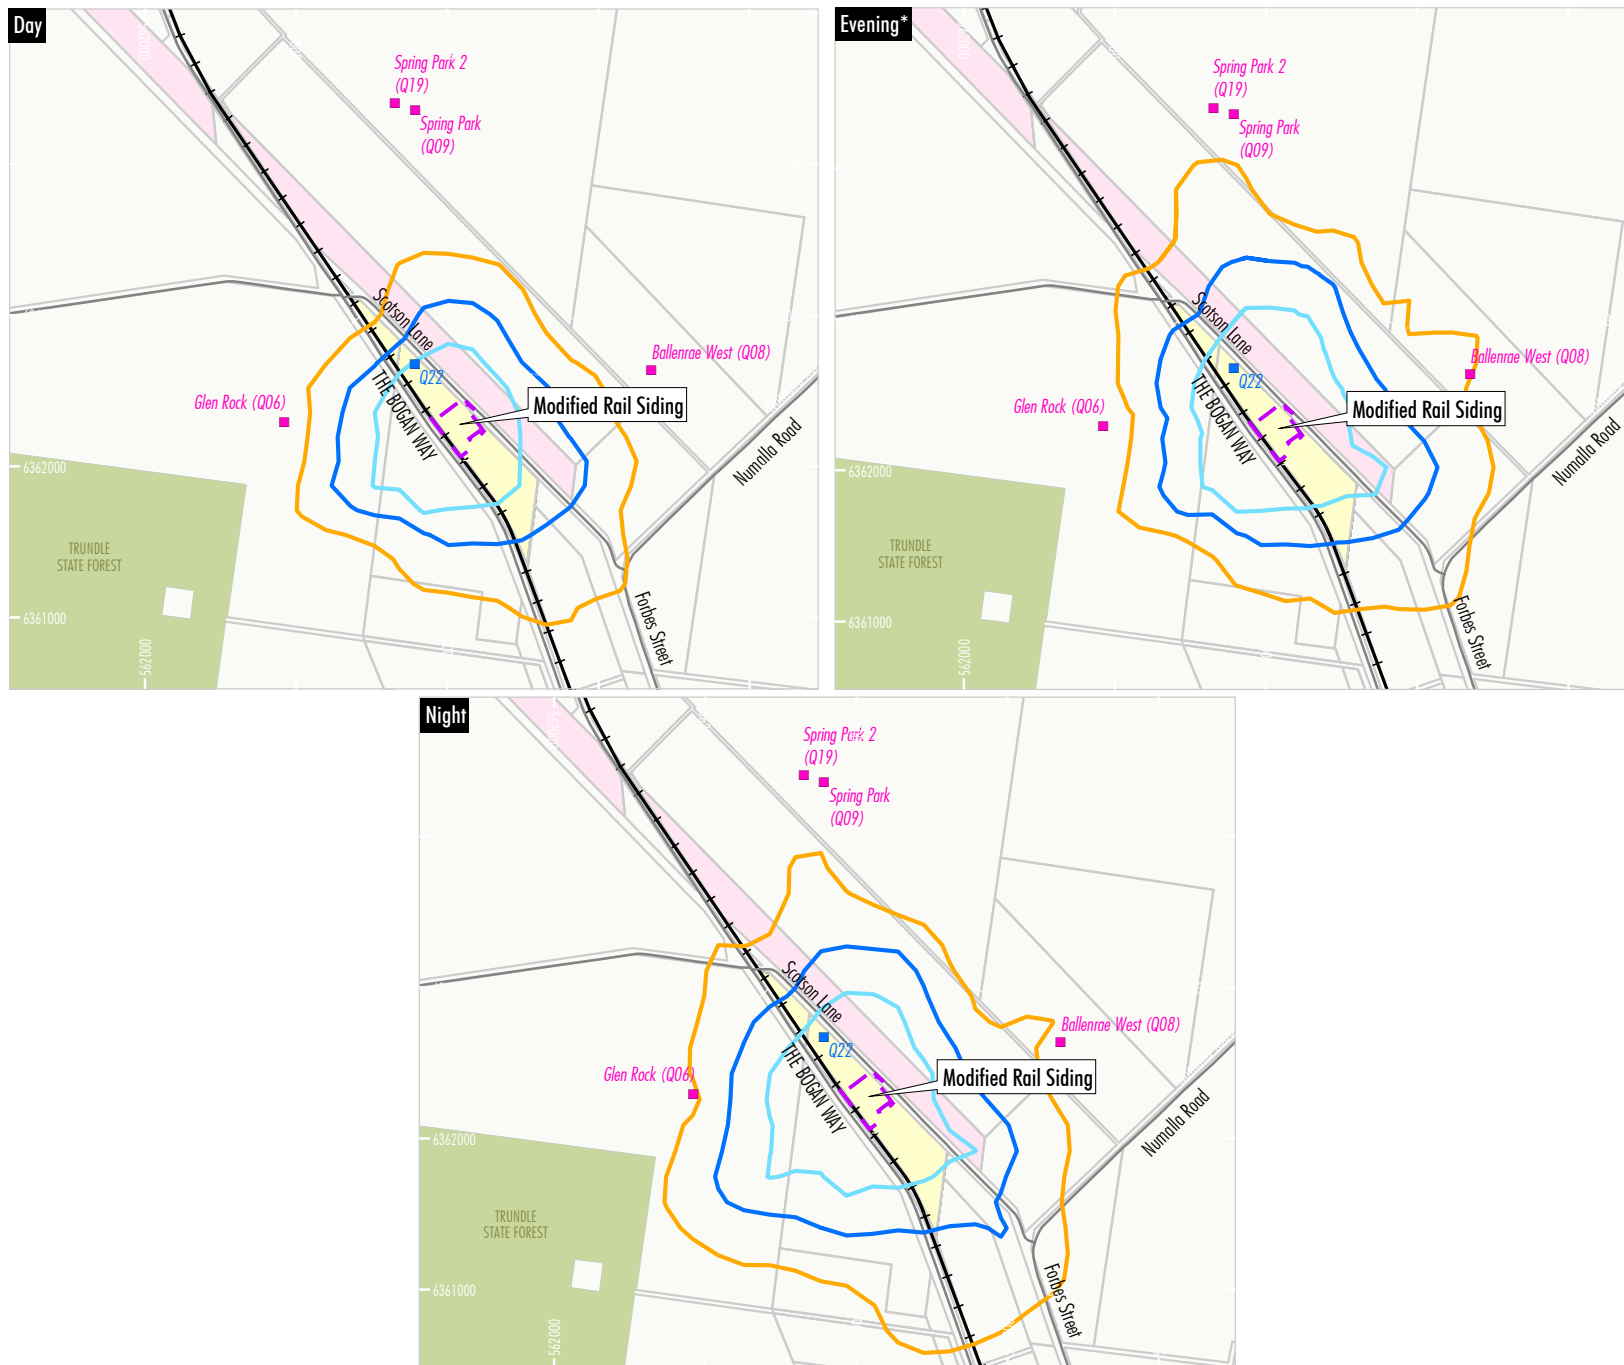 Day
Spring Park 2
(Q19)
Spring Park
(Q09)
Scotson Lane
Ballenrae West (Q08)
Q22
Glen Rock (Q06)
Modified Rail Siding
THE BOGAN WAY
Numalla Road
6362000
TRUNDLE
STATE FOREST
6361000
562000
Forbes Street
Evening*
Spring Park 2
(Q19)
Spring Park
(Q09)
Scotson Lane
Ballenrae West (Q08)
Q22
Glen Rock (Q06)
Modified Rail Siding
THE BOGAN WAY
Numalla Road
6362000
TRUNDLE
STATE FOREST
6361000
562000
Forbes Street
Night
Spring Park 2
(Q19)
Spring Park
(Q09)
Scotson Lane
Ballenrae West (Q08)
Q22
Glen Rock (Q06)
Modified Rail Siding
THE BOGAN WAY
Numalla Road
6362000
TRUNDLE
STATE FOREST
6361000
562000
Forbes Street